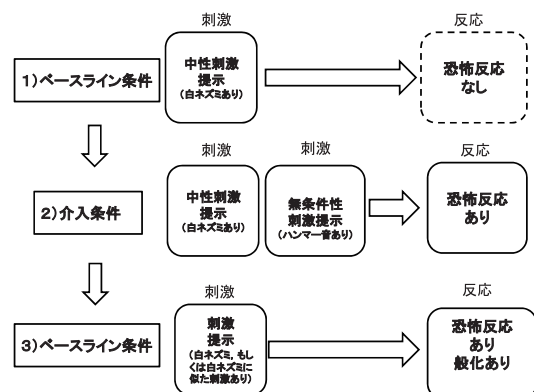 刺激
反応
1)ベースライン条件
中性刺激
提示
(白ネズミあり)
恐怖反応
なし
刺激
刺激
反応
2)介入条件
中性刺激
提示
(白ネズミあり)
無条件性
刺激提示
(ハンマー音あり)
恐怖反応
あり
刺激
反応
3)ベースライン条件
刺激
提示
(白ネズミ,もし
くは白ネズミに
似た刺激あり)
恐怖反応
あり
般化あり